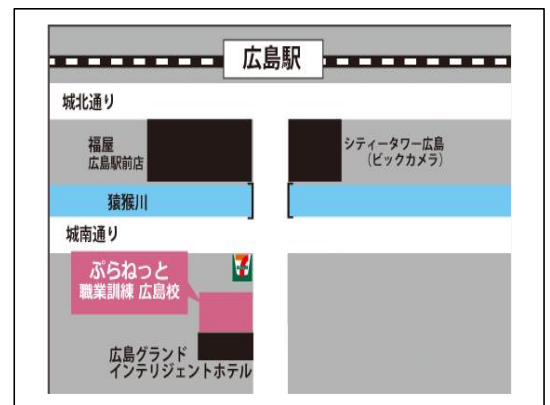 広島駅
城北通り
福屋
広島駅前店
シティータワー広島
(ビックカメラ)
猿猴川
城南通り
7
ぷらねっと
職業訓練 広島校
広島グランド
インテリジェントホテル